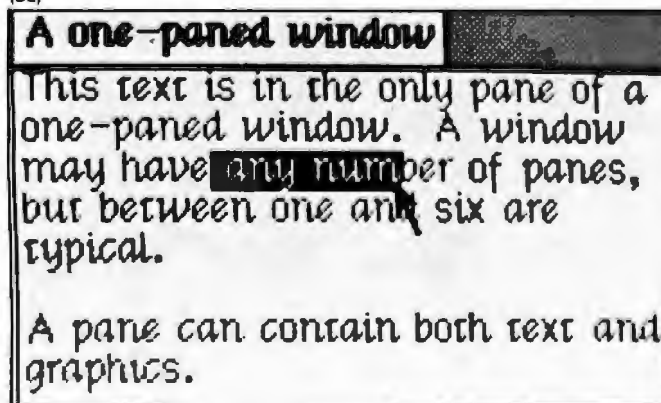 A one-paned window
This text is in the only pane of a
one-paned window. A window
may have any number of panes,
but between one and six are
typical.
A pane can contain both text and
graphics.